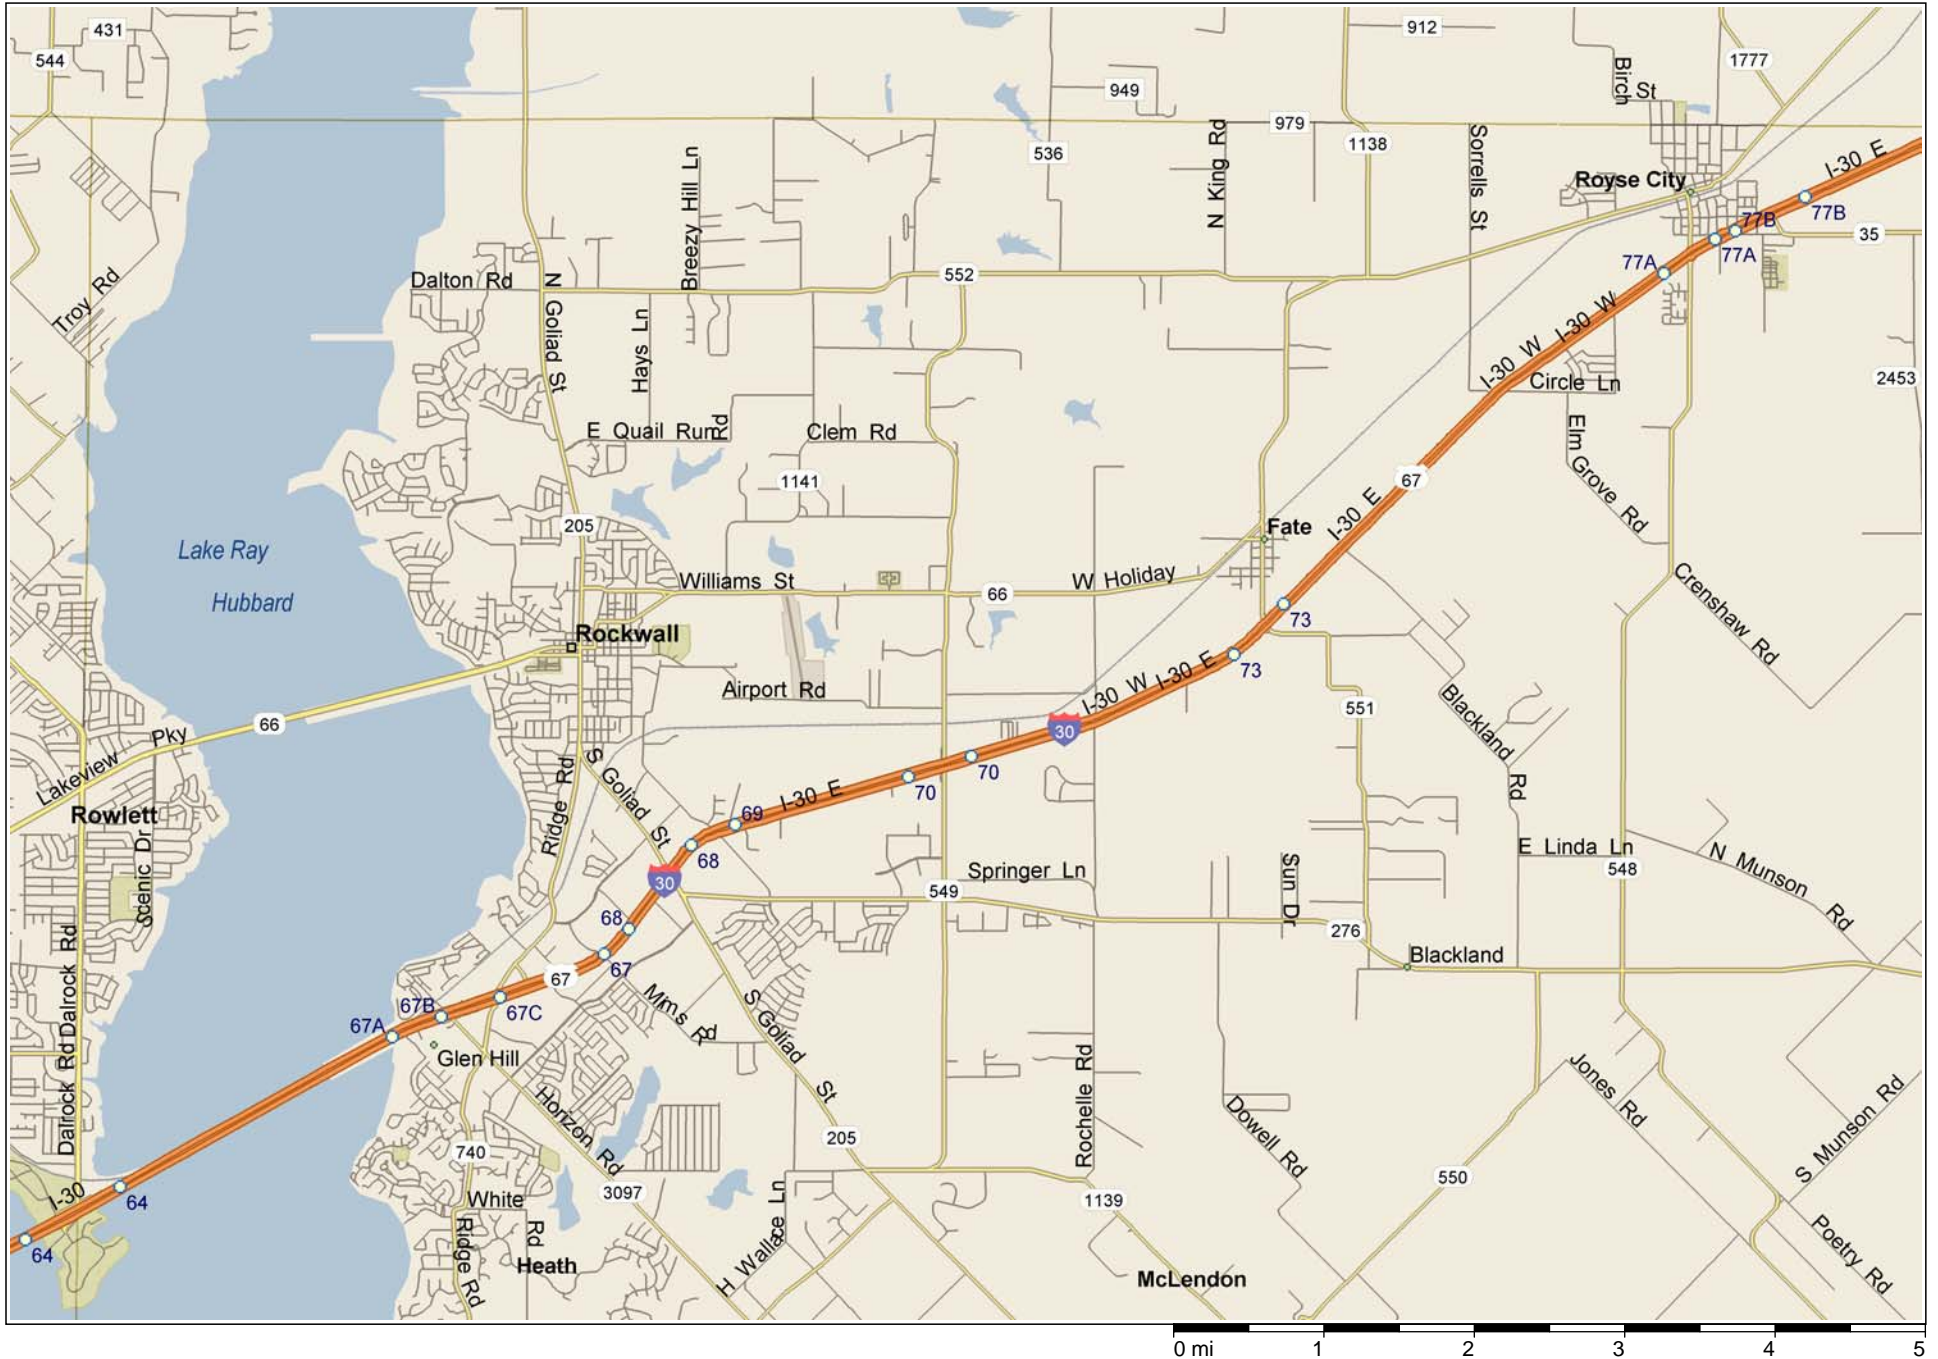 431
912
544
1777
Birch St
949
979
N King Rd
1138
Sorrells St
536
I-30 E
Breezy Hill Ln
Royse City
77B
77B
35
77A
77A
Troy Rd
Dalton Rd
N Goliad St
552
Hays Ln
I-30 W
I-30 W
Circle Ln
2453
E Quail Run Rd
Clem Rd
Elm Grove Rd
1141
67
I-30 E
205
Fate
Lake Ray
Hubbard
Williams St
W Holiday
66
Crenshaw Rd
73
Rockwall
73
Airport Rd
I-30 W
I-30 E
551
Blackland Rd
66
30
Lakeview Pky
S Goliad St
Ridge Rd
70
70
I-30 E
69
Rowlett
68
E Linda Ln
N Munson Rd
Scenic Dr
30
Springer Ln
549
Sun Dr
548
68
276
Blackland
Dalrock Rd
67
67
67B
67C
67A
Mims Rd
S Goliad St
Glen Hill
Dalrock Rd
Rochelle Rd
Jones Rd
Horizon Rd
Dowell Rd
S Munson Rd
205
740
550
3097
1139
White Rd
I-30
64
64
H Wallace Ln
Poetry Rd
Ridge Rd
Heath
McLendon
0 mi 1 2 3 4 5